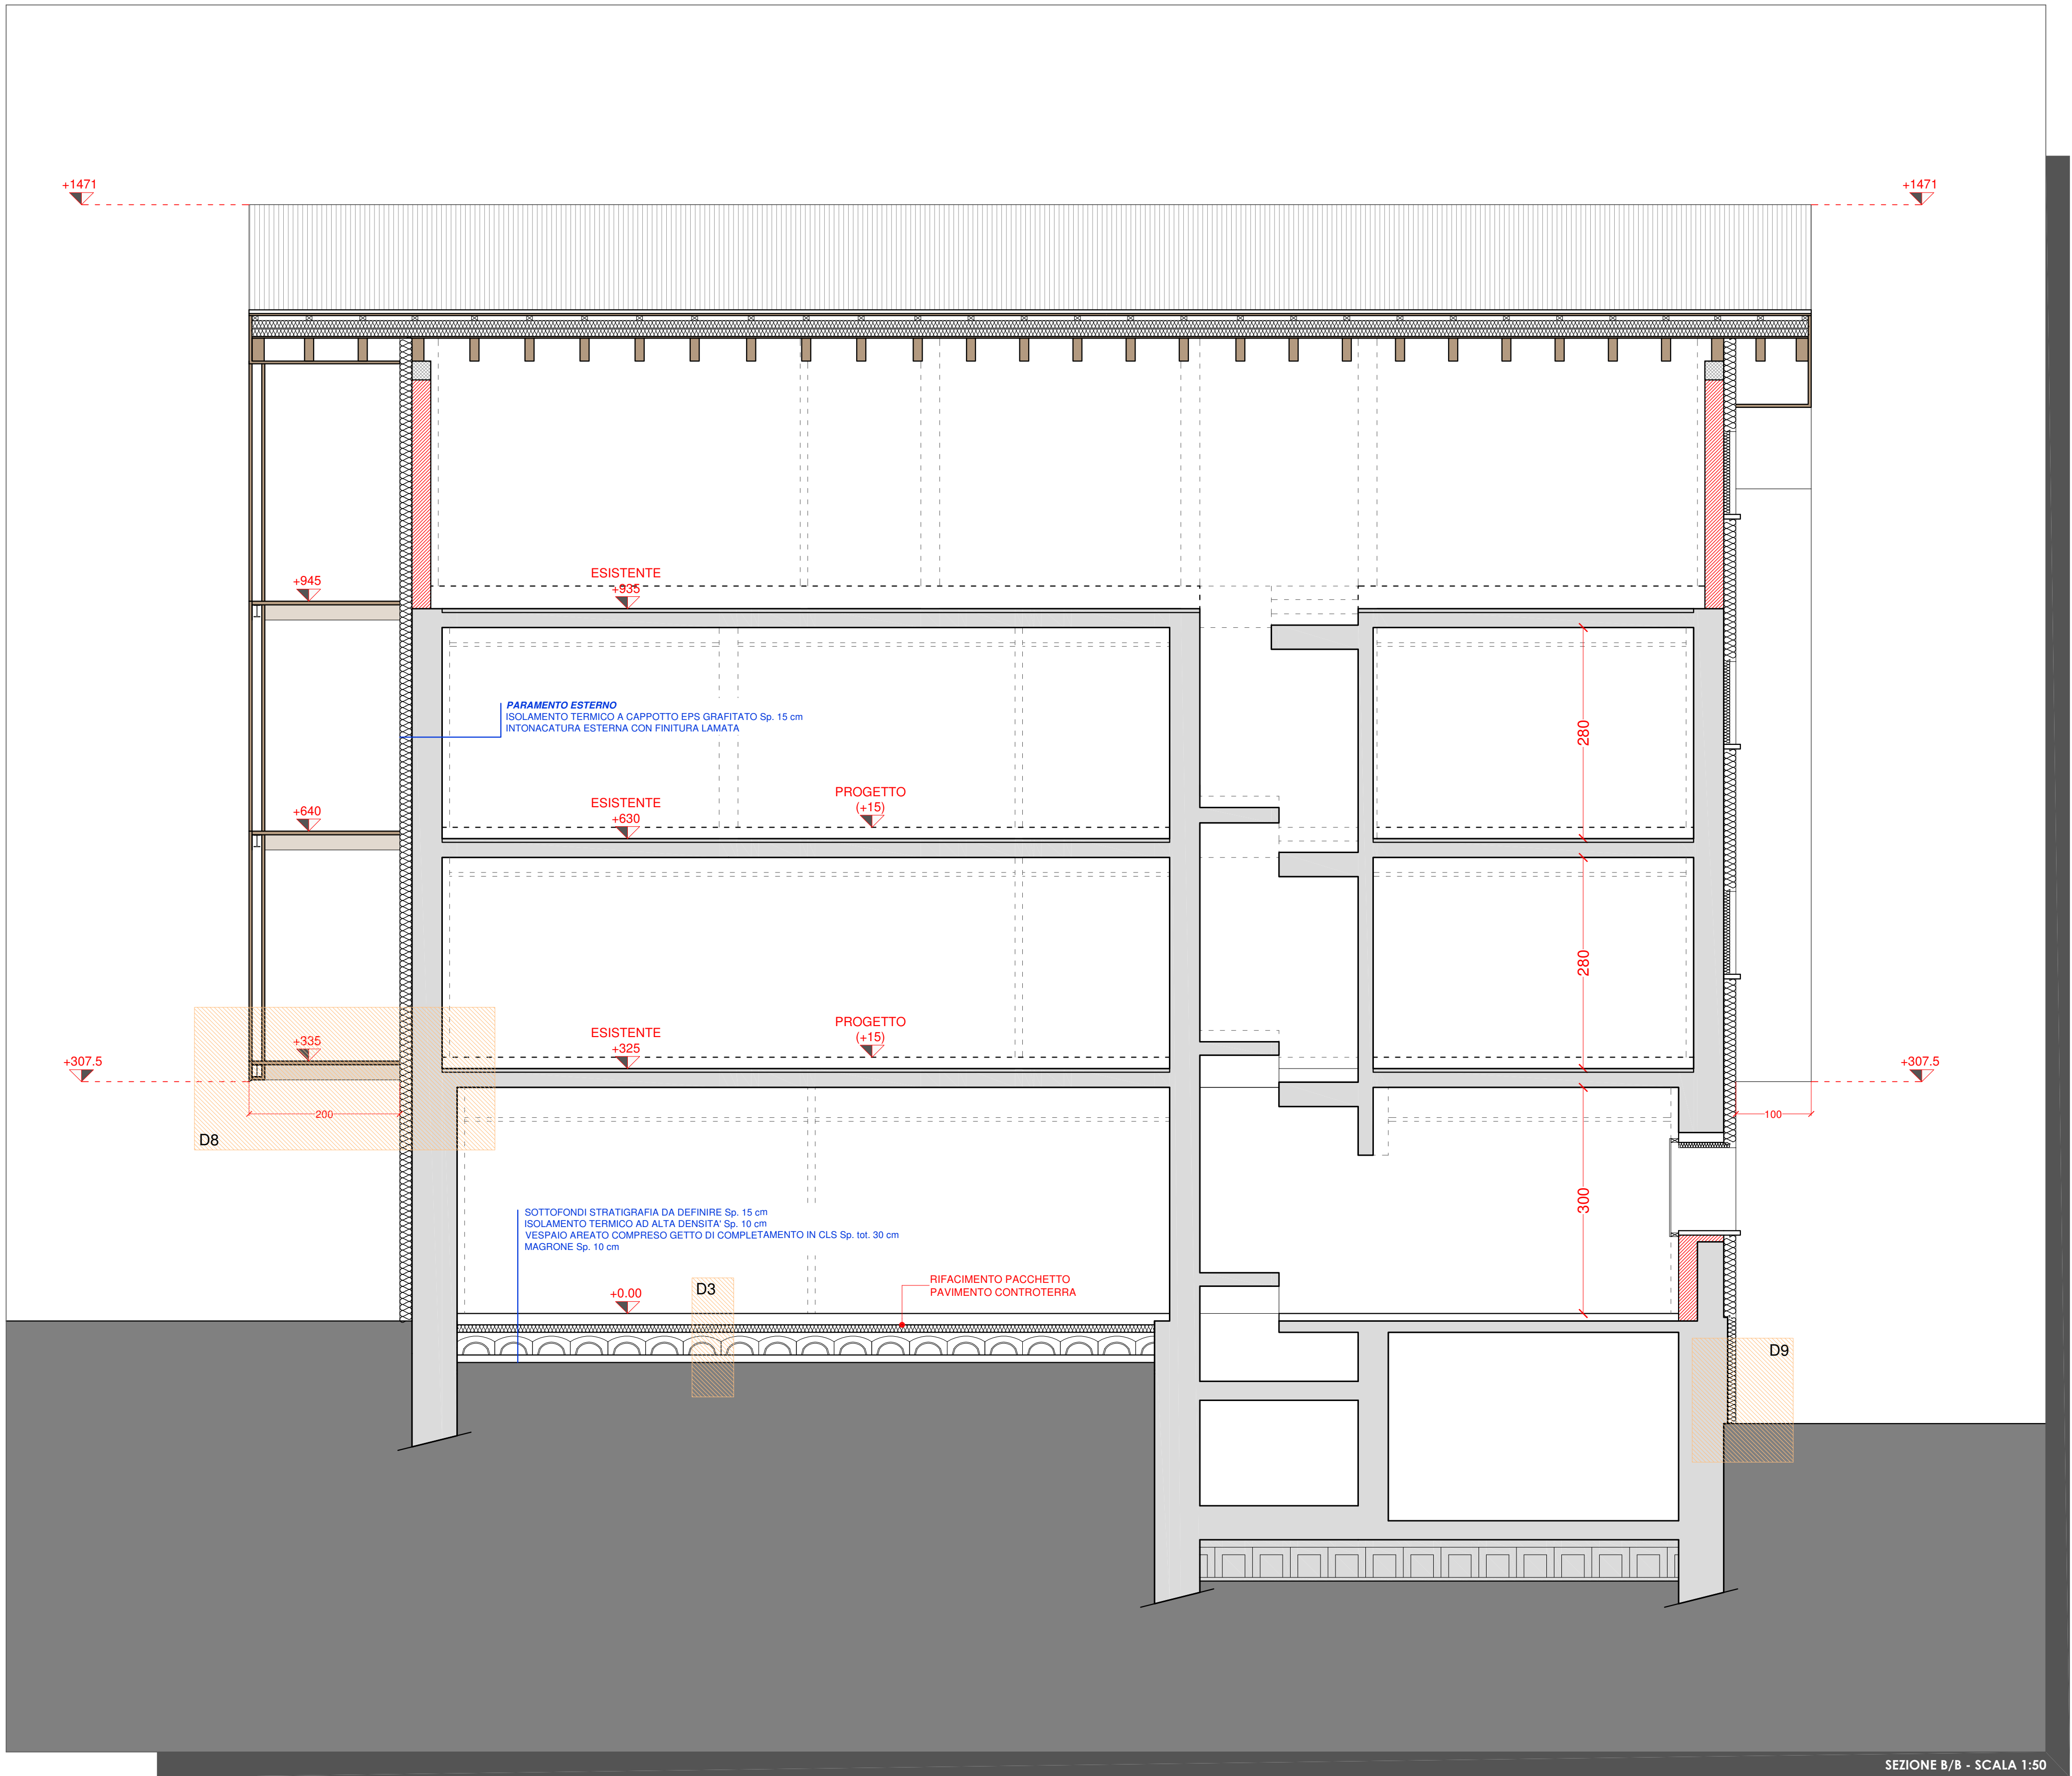 +1471
+1471
ESISTENTE
+935
+945
PARAMENTO ESTERNO
ISOLAMENTO TERMICO A CAPPOTTO EPS GRAFITATO Sp. 15 cm
INTONACATURA ESTERNA CON FINITURA LAMATA
280
ESISTENTE
+630
PROGETTO
(+15)
+640
280
ESISTENTE
+325
PROGETTO
(+15)
+335
+307.5
+307.5
200
100
D8
300
SOTTOFONDI STRATIGRAFIA DA DEFINIRE Sp. 15 cm
ISOLAMENTO TERMICO AD ALTA DENSITA' Sp. 10 cm
VESPAIO AREATO COMPRESO GETTO DI COMPLETAMENTO IN CLS Sp. tot. 30 cm
MAGRONE Sp. 10 cm
+0.00
D3
RIFACIMENTO PACCHETTO
PAVIMENTO CONTROTERRA
D9
SEZIONE B/B - SCALA 1:50